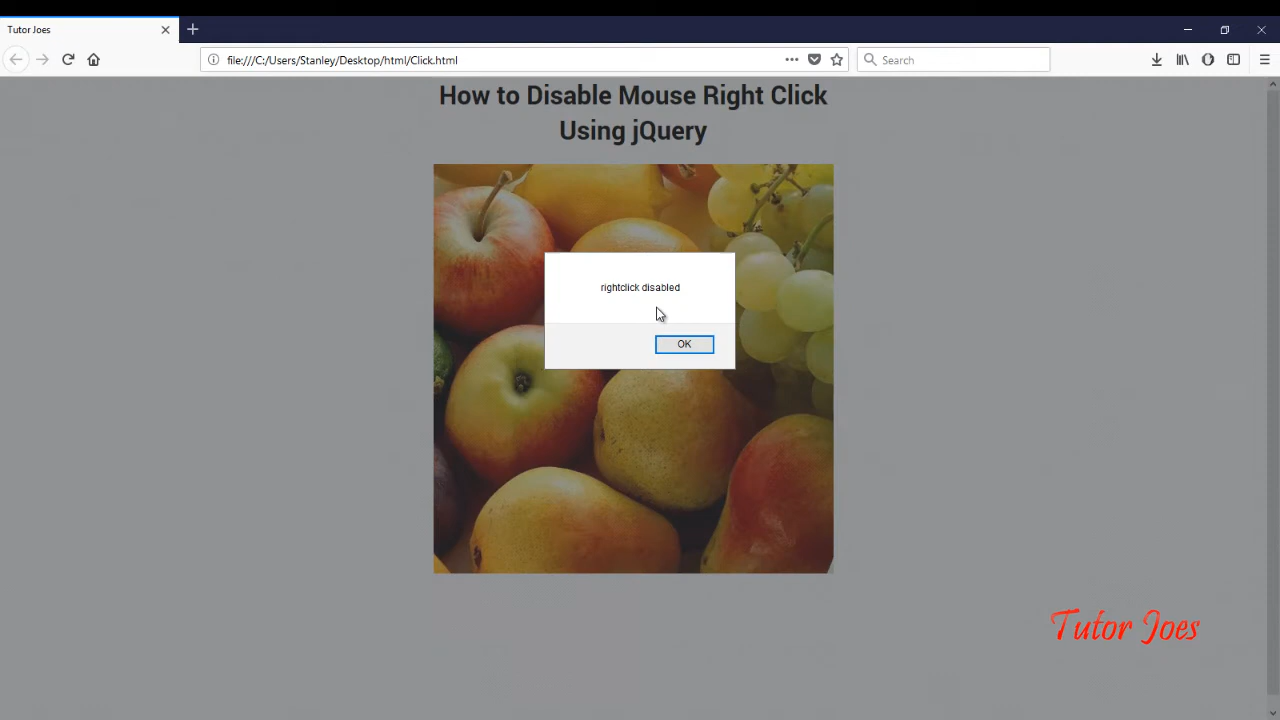 Tutor Joes
file:///C:/Users/Stanley/Desktop/html/Click.html
Search
How to Disable Mouse Right Click
Using jQuery
rightclick disabled
OK
Tutor Joes